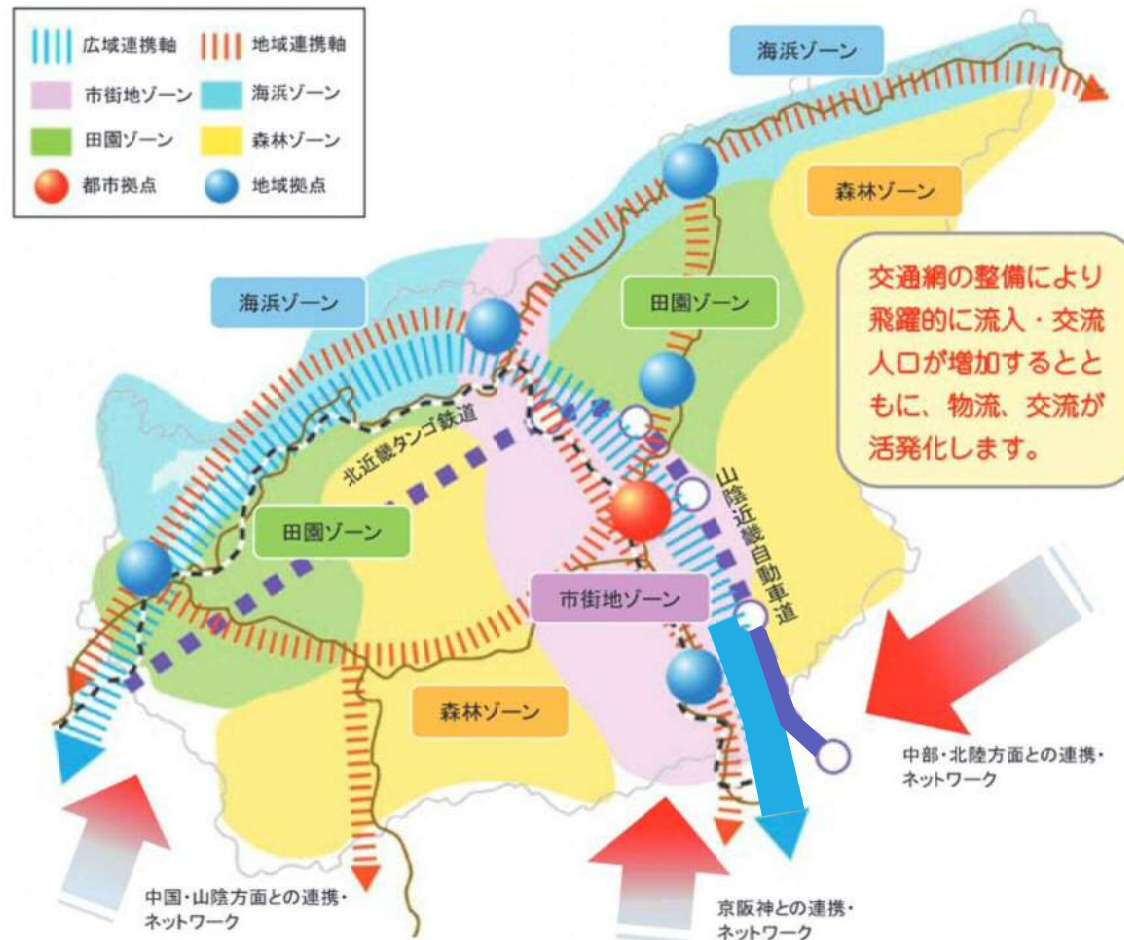 広域連携軸
地域連携軸
市街地ゾーン
海浜ゾーン
田園ゾーン
森林ゾーン
都市拠点
地域拠点
海浜ゾーン
森林ゾーン
交通網の整備により
飛躍的に流入・交流
人口が増加するとと
もに、物流、交流が
活発化します。
海浜ゾーン
田園ゾーン
北近畿タンゴ鉄道
田園ゾーン
山陰近畿自動車道
市街地ゾーン
森林ゾーン
中部・北陸方面との連携・
ネットワーク
中国・山陰方面との連携・
ネットワーク
京阪神との連携・
ネットワーク